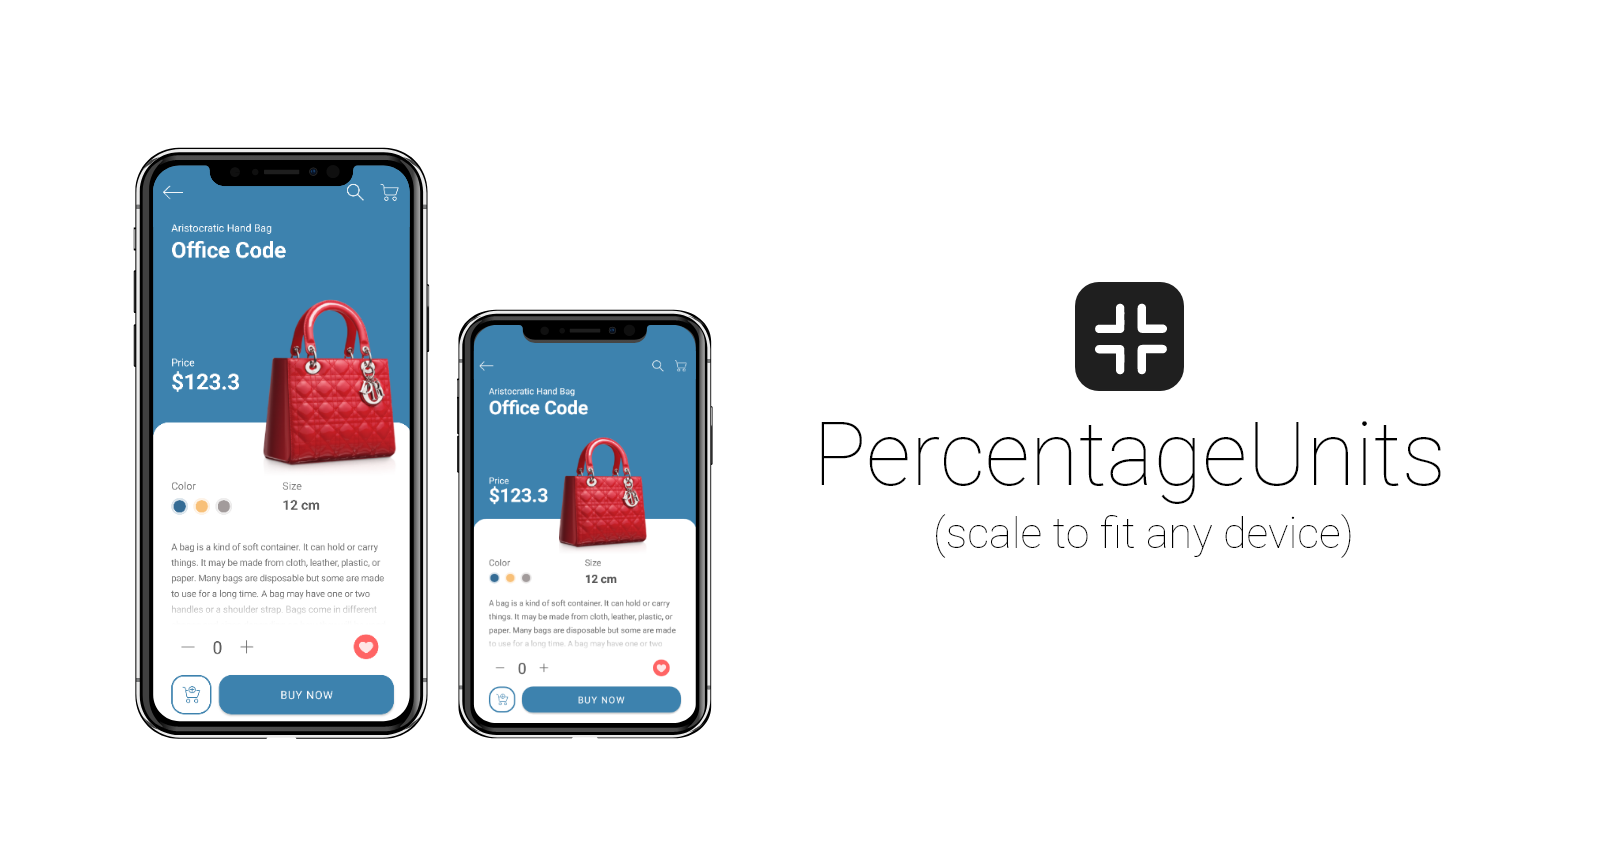 Aristocratic Hand Bag
Office Code
Price
$123.3
Color
Size
12 cm
A bag is a kind of soft container. It can hold or carry
things. It may be made from cloth, leather, plastic, or
paper. Many bags are disposable but some are made
to use for a long time. A bag may have one or two
handles or a shoulder strap. Bags come in different
0
BUY NOW
Aristocratic Hand Bag
Office Code
Price
$123.3
Color
Size
12 cm
A bag is a kind of soft container. It can hold or carry
things. It may be made from cloth, leather, plastic, or
paper. Many bags are disposable but some are made
to use for a long time. A bag may have one or two
0
BUY NOW
PercentageUnits
(scale to fit any device)